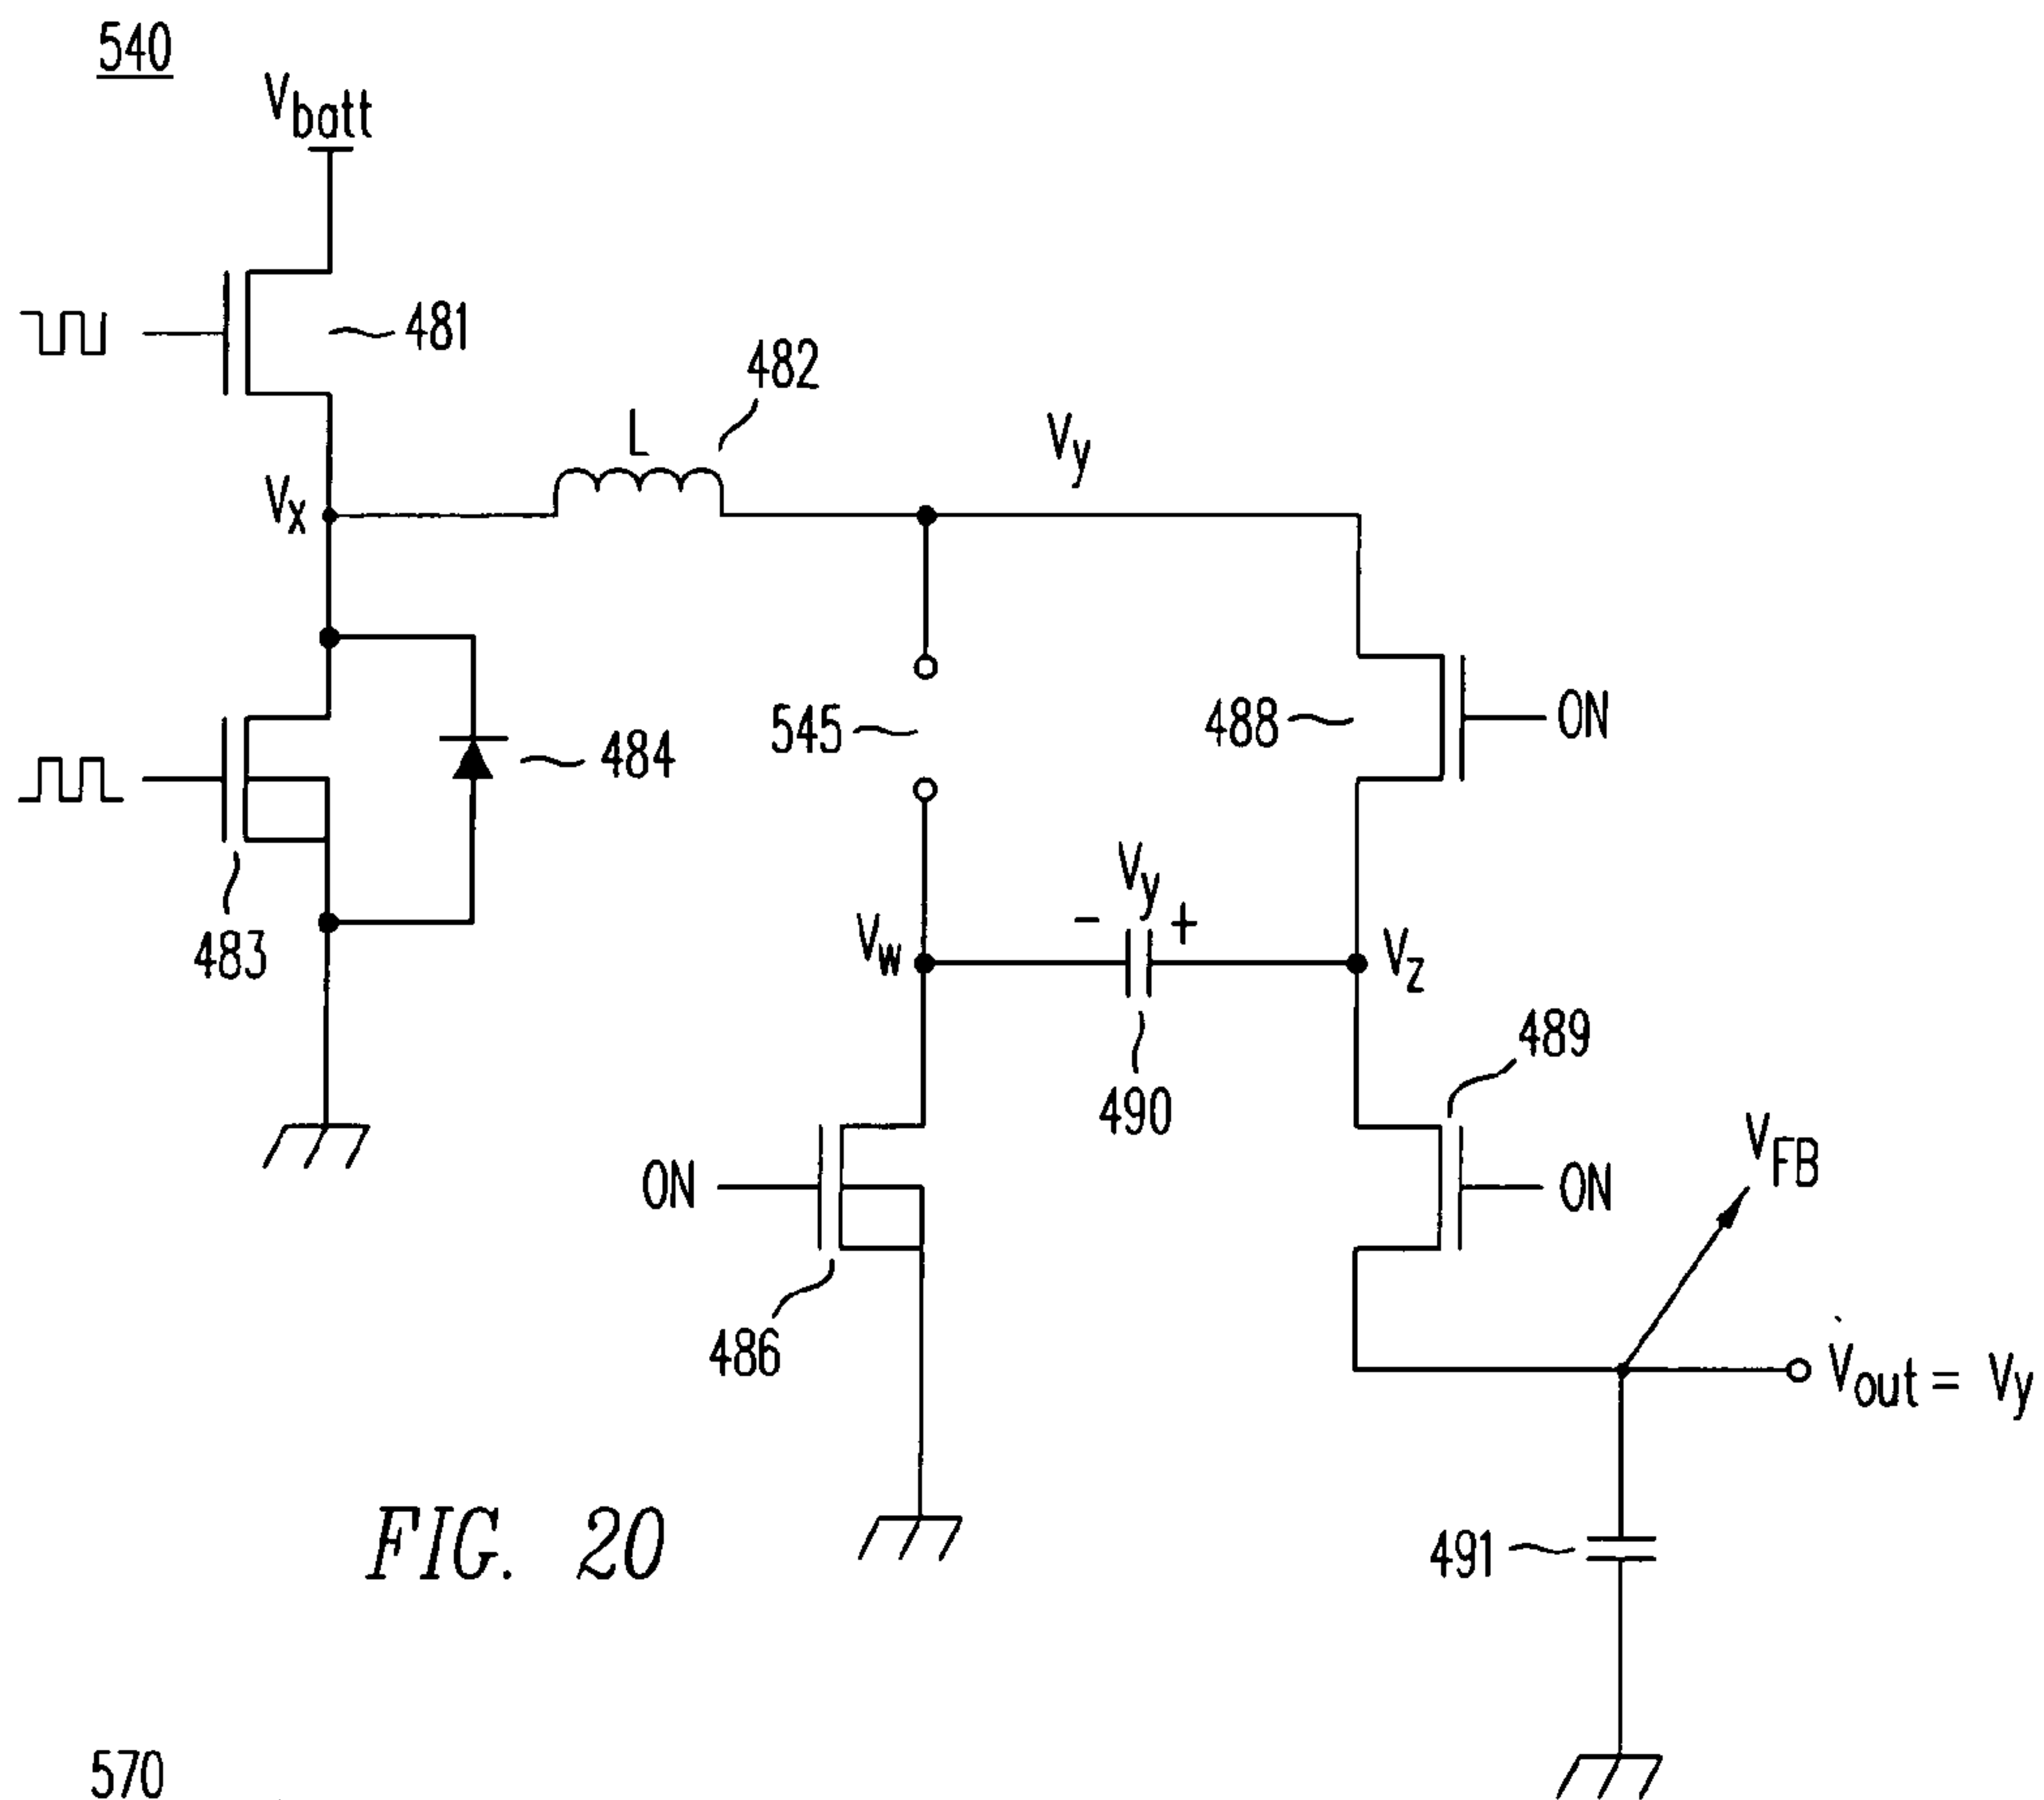 540
Vbatt
481
482
L
Vy
Vx
545
488
ON
484
483
Vy
- +
Vw
Vz
490
489
ON
ON
VFB
486
Vout = Vy
491
FIG. 20
570